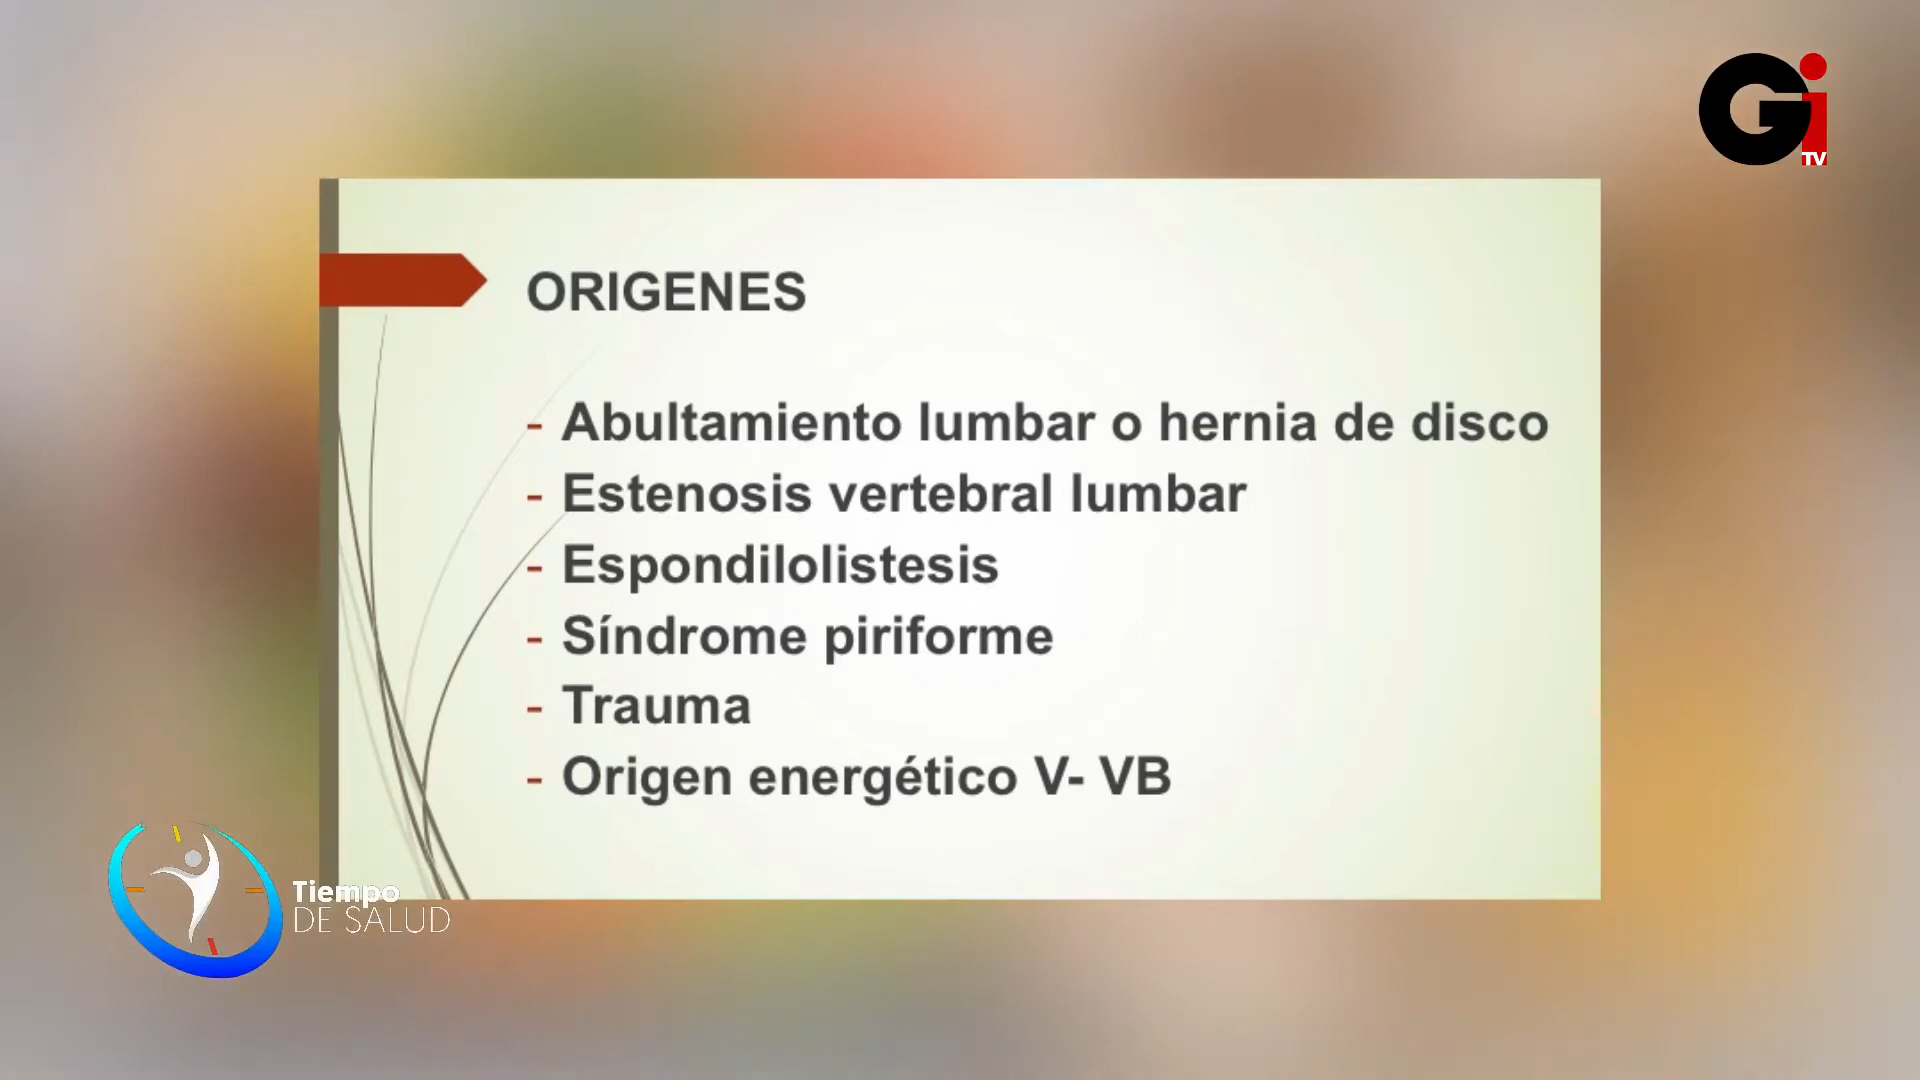 Gi
TV
ORIGENES
- Abultamiento lumbar o hernia de disco
- Estenosis vertebral lumbar
- Espondilolistesis
- Síndrome piriforme
- Trauma
- Origen energético V- VB
Tiempo
DE SALUD